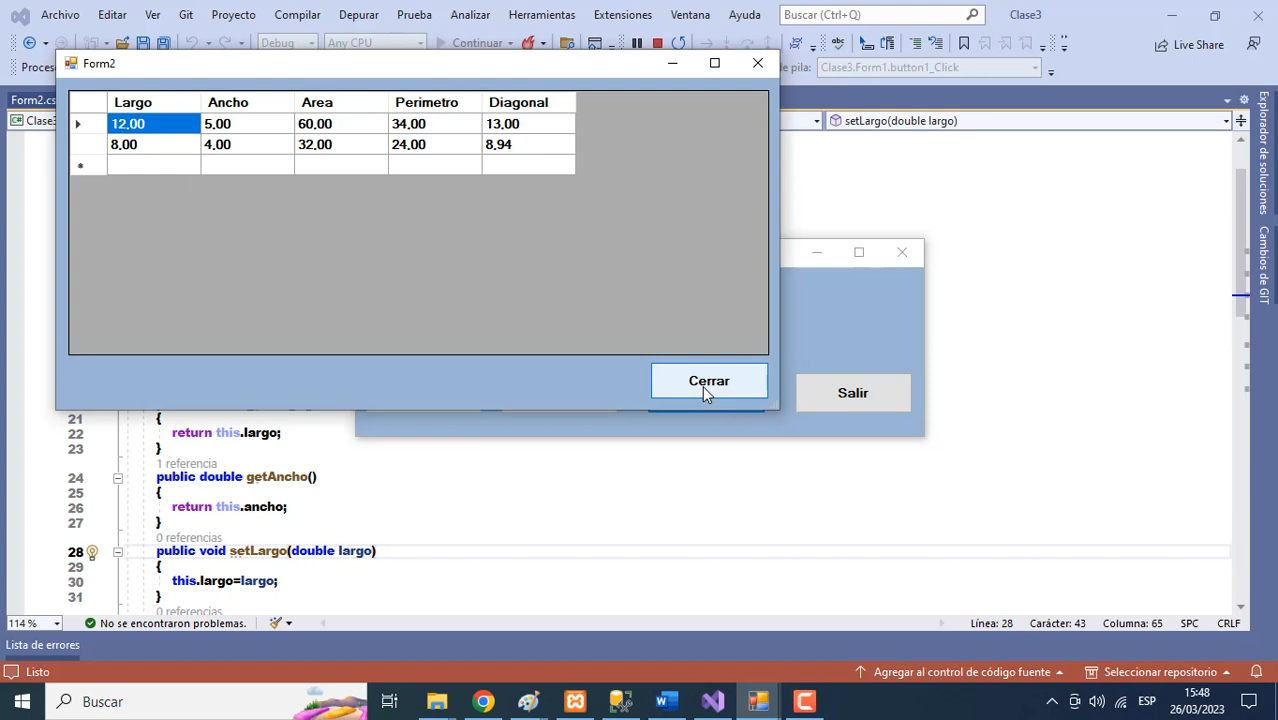 Archivo Editar Ver Git Proyecto Compilar Depurar Prueba Analizar Herramientas Extensiones Ventana Ayuda Buscar (Ctrl+Q) Clase3
Debug Any CPU Continuar Live Share
Form2
Proce de pila: Clase3.Form1.button1_Click
Form2.cs
Clase3 setLargo(double largo)
Largo Ancho Area Perimetro Diagonal
12,00 5,00 60,00 34,00 13,00
8,00 4,00 32,00 24,00 8,94
*
Cerrar
Salir
Explorador de soluciones
Cambios de GIT
21 {
22 return this.largo;
23 }
1 referencia
24 public double getAncho()
25 {
26 return this.ancho;
27 }
0 referencias
28 public void setLargo(double largo)
29 {
30 this.largo=largo;
31 }
0 referencias
114 % No se encontraron problemas. Línea: 28 Carácter: 43 Columna: 65 SPC CRLF
Lista de errores
Listo Agregar al control de código fuente Seleccionar repositorio
Buscar ESP 15:48
26/03/2023